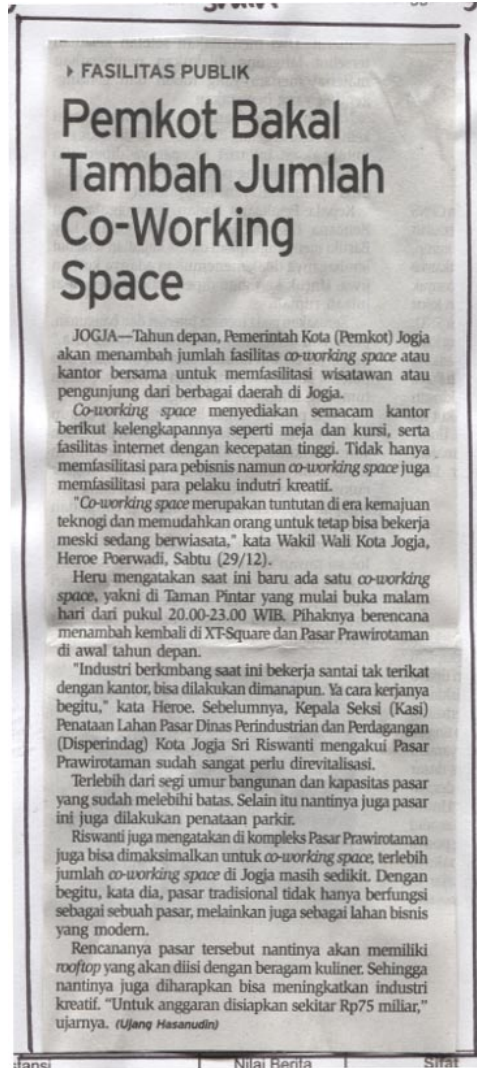 FASILITAS PUBLIK
Pemkot Bakal
Tambah Jumlah
Co-Working
Space
JOGJA—Tahun depan, Pemerintah Kota (Pemkot) Jogja
akan menambah jumlah fasilitas co-working space atau
kantor bersama untuk memfasilitasi wisatawan atau
pengunjung dari berbagai daerah di Jogja.
Co-working space menyediakan semacam kantor
berikut kelengkapannya seperti meja dan kursi, serta
fasilitas internet dengan kecepatan tinggi. Tidak hanya
memfasilitasi para pebisnis namun co-working space juga
memfasilitasi para pelaku indutri kreatif.
"Co-working space merupakan tuntutan di era kemajuan
teknogi dan memudahkan orang untuk tetap bisa bekerja
meski sedang berwisata," kata Wakil Wali Kota Jogja,
Heroe Poerwadi, Sabtu (29/12).
Heru mengatakan saat ini baru ada satu co-working
space, yakni di Taman Pintar yang mulai buka malam
hari dari pukul 20.00-23.00 WIB. Pihaknya berencana
menambah kembali di XT-Square dan Pasar Prawirotaman
di awal tahun depan.
"Industri berkmbang saat ini bekerja santai tak terikat
dengan kantor, bisa dilakukan dimanapun. Ya cara kerjanya
begitu," kata Heroe. Sebelumnya, Kepala Seksi (Kasi)
Penataan Lahan Pasar Dinas Perindustrian dan Perdagangan
(Disperindag) Kota Jogja Sri Riswanti mengakui Pasar
Prawirotaman sudah sangat perlu direvitalisasi.
Terlebih dari segi umur bangunan dan kapasitas pasar
yang sudah melebihi batas. Selain itu nantinya juga pasar
ini juga dilakukan penataan parkir.
Riswanti juga mengatakan di kompleks Pasar Prawirotaman
juga bisa dimaksimalkan untuk co-working space, terlebih
jumlah co-working space di Jogja masih sedikit. Dengan
begitu, kata dia, pasar tradisional tidak hanya berfungsi
sebagai sebuah pasar, melainkan juga sebagai lahan bisnis
yang modern.
Rencananya pasar tersebut nantinya akan memiliki
rooftop yang akan diisi dengan beragam kuliner. Sehingga
nantinya juga diharapkan bisa meningkatkan industri
kreatif. "Untuk anggaran disiapkan sekitar Rp75 miliar,"
ujarnya. (Ujang Hasanudin)
Nilai Berita
Sifat